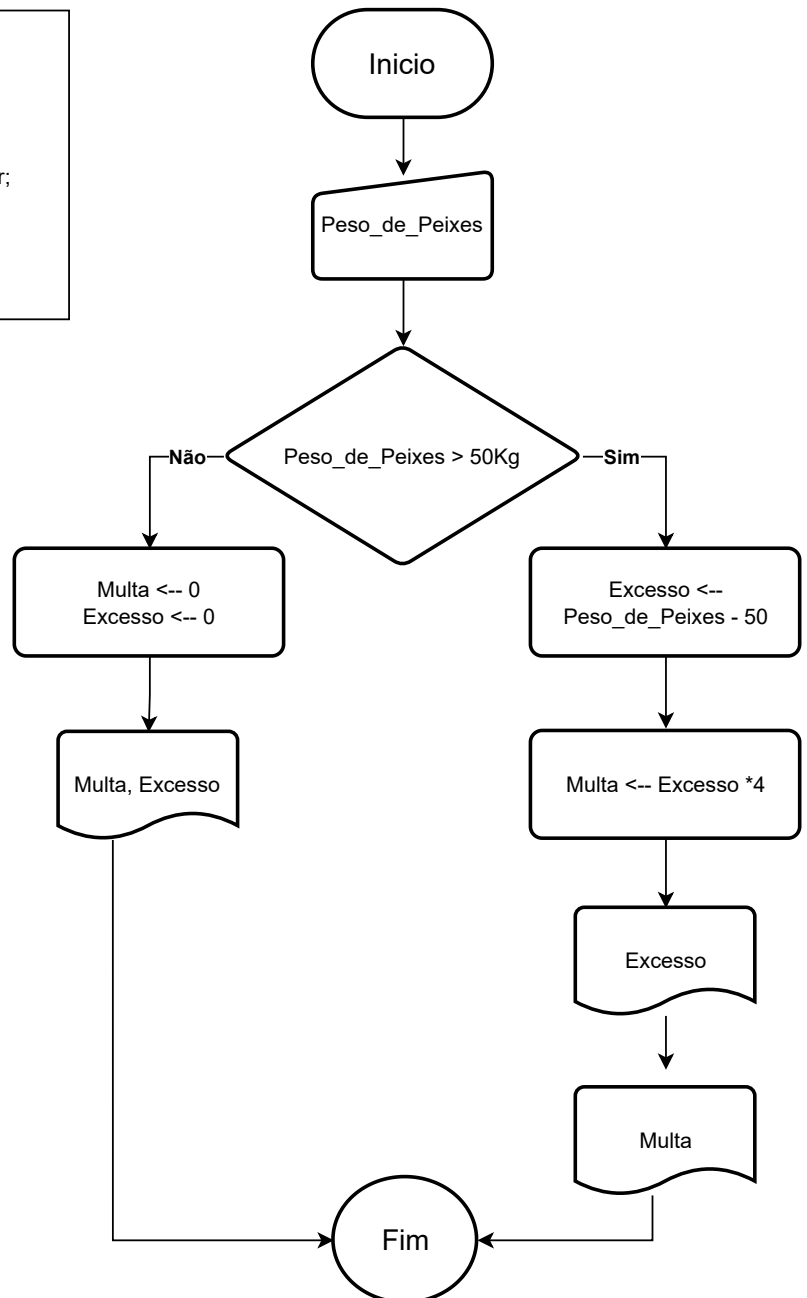 r;
Inicio
Peso_de_Peixes
Peso_de_Peixes > 50Kg
Não
Sim
Multa <-- 0
Excesso <-- 0
Excesso <--
Peso_de_Peixes - 50
Multa, Excesso
Multa <-- Excesso *4
Excesso
Multa
Fim